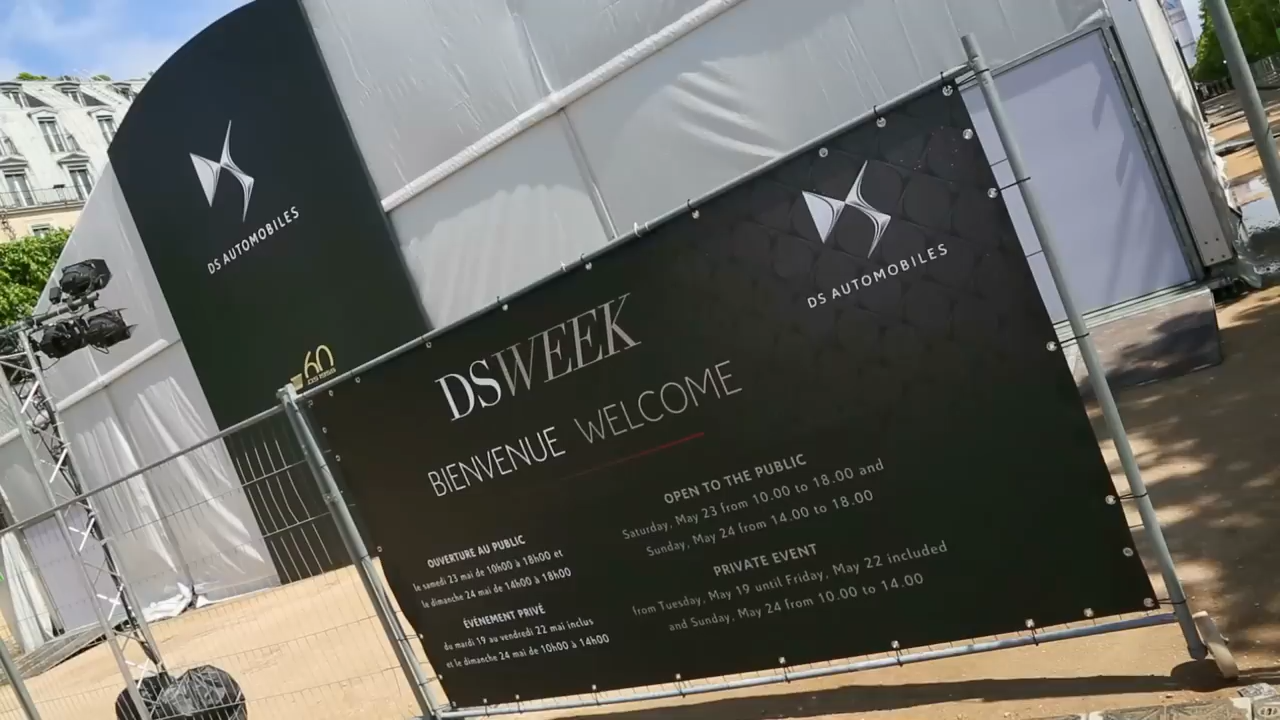 DS AUTOMOBILES
60
DS AUTOMOBILES
DSWEEK
BIENVENUE WELCOME
OUVERTURE AU PUBLIC
le samedi 23 mai de 10h00 à 18h00 et
le dimanche 24 mai de 14h00 à 18h00
ÉVÈNEMENT PRIVÉ
du mardi 19 au vendredi 22 mai inclus
et le dimanche 24 mai de 10h00 à 14h00
OPEN TO THE PUBLIC
Saturday, May 23 from 10.00 to 18.00 and
Sunday, May 24 from 14.00 to 18.00
PRIVATE EVENT
from Tuesday, May 19 until Friday, May 22 included
and Sunday, May 24 from 10.00 to 14.00